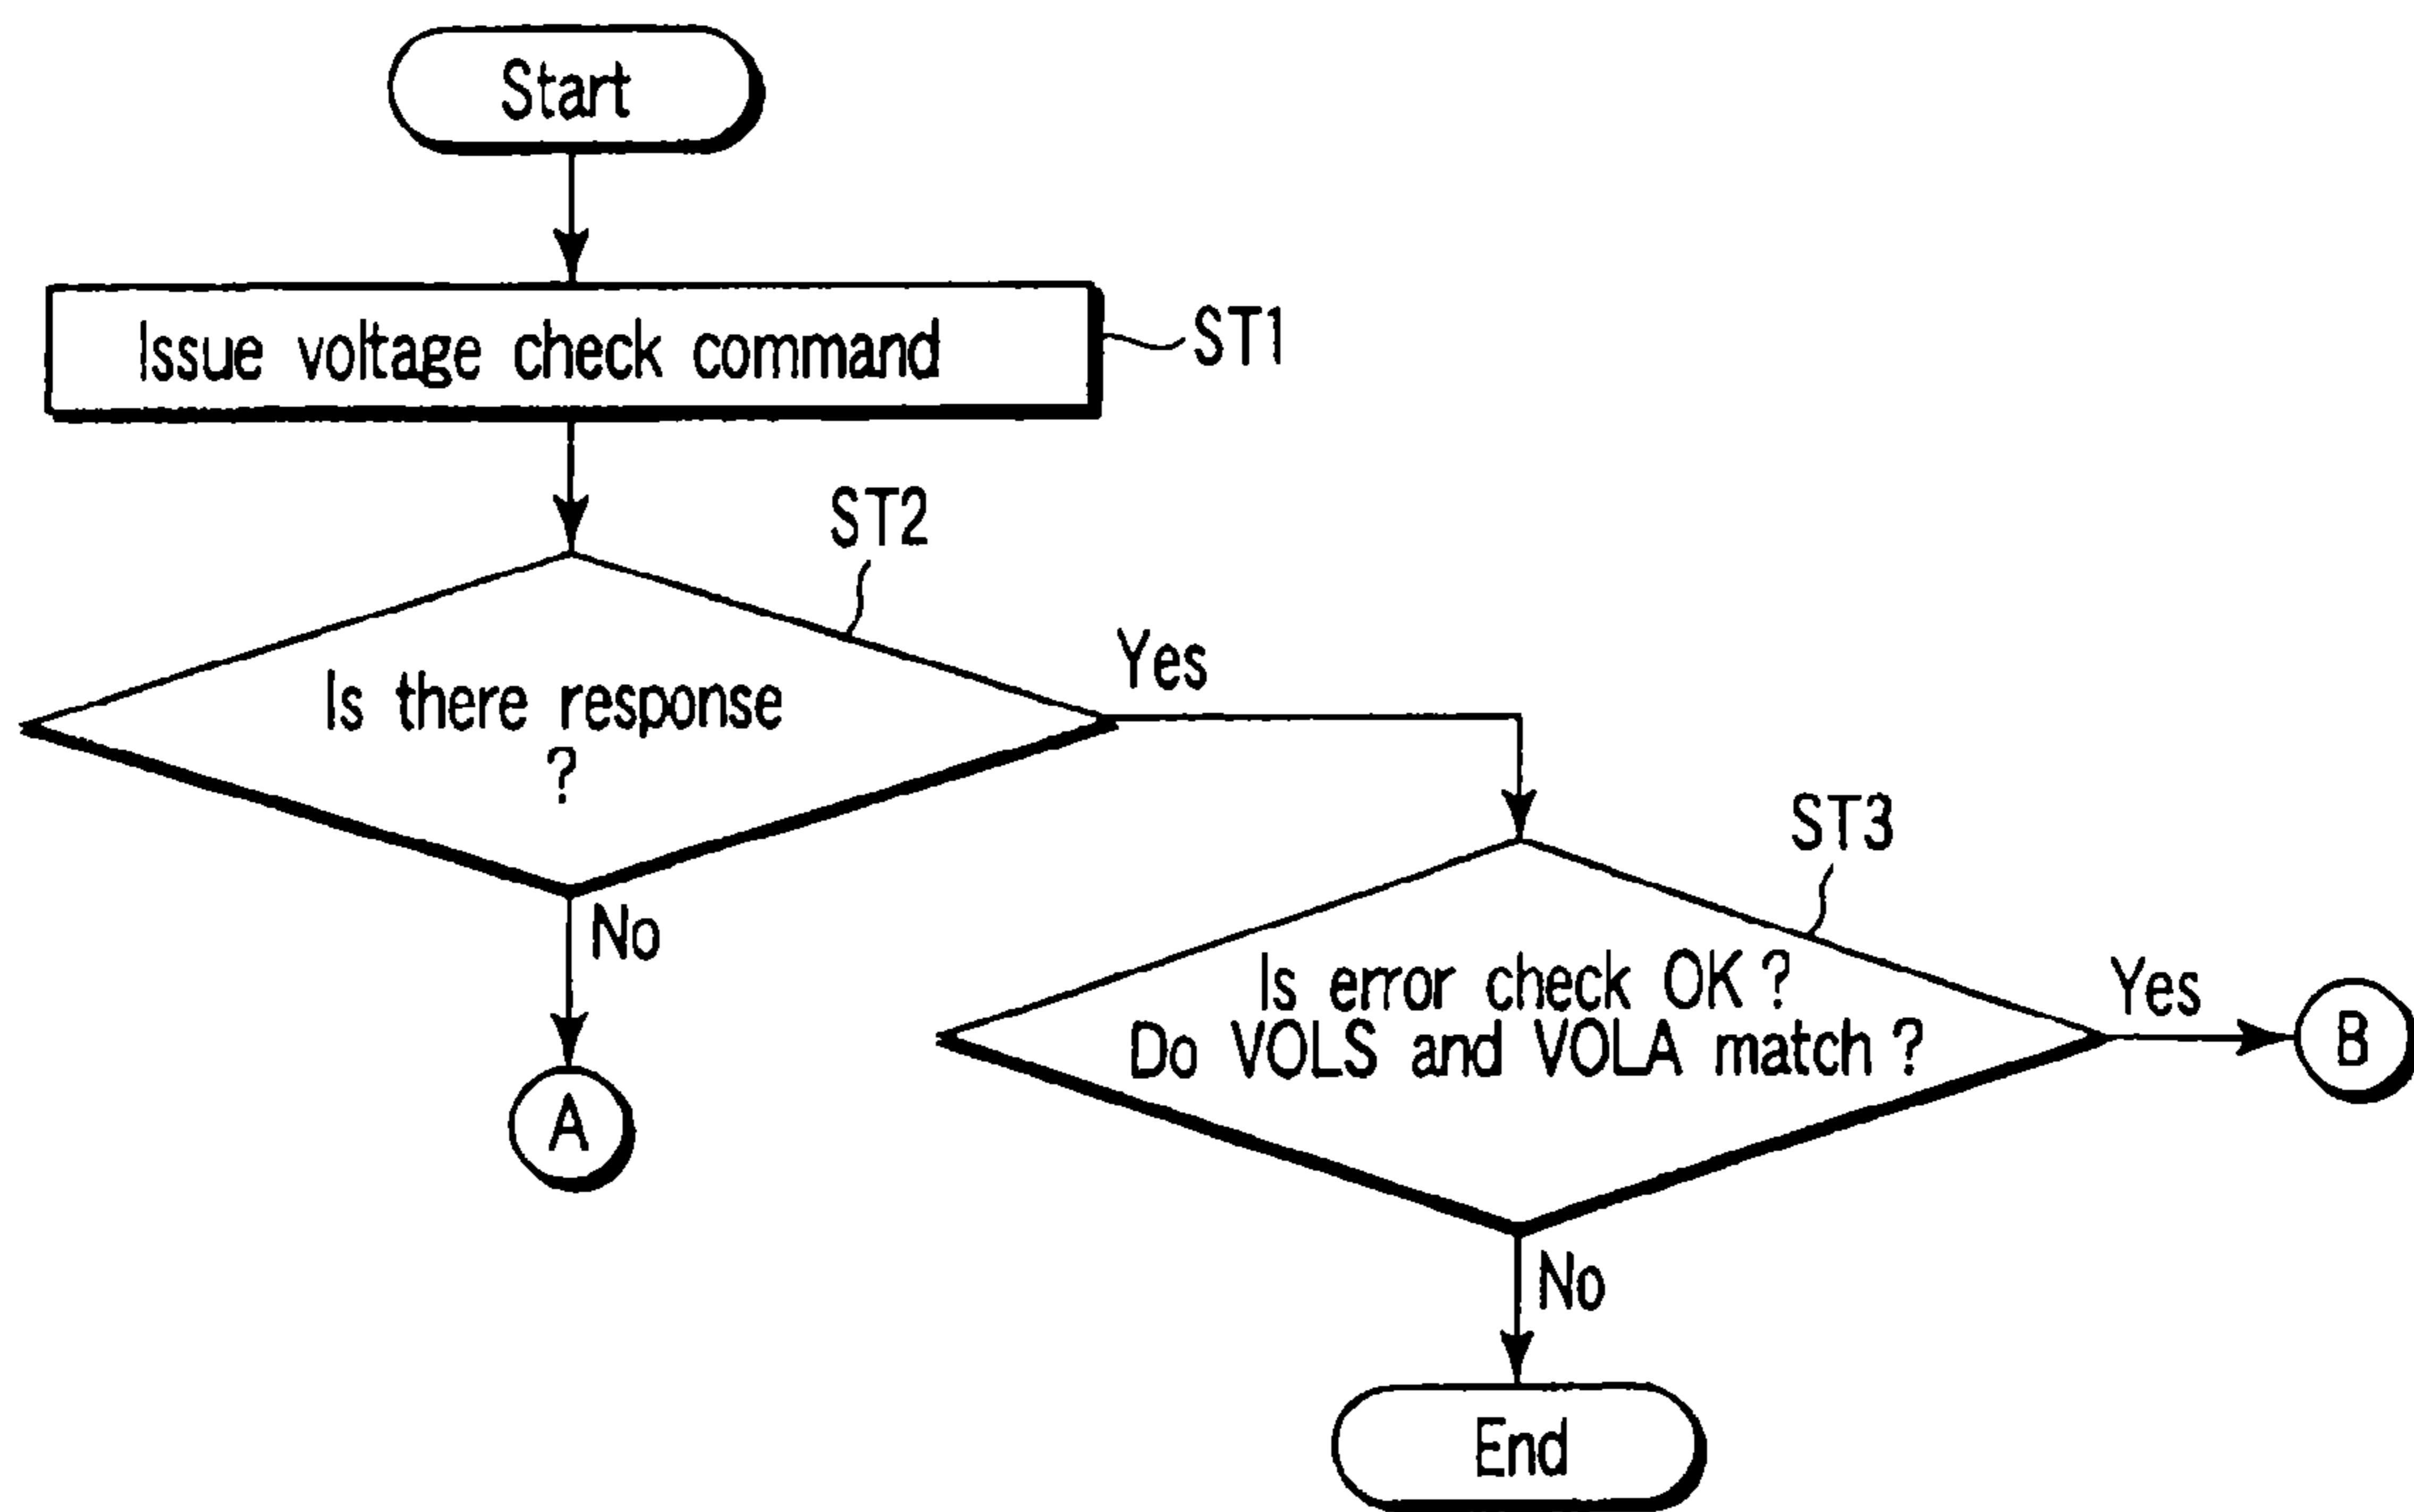 Start
Issue voltage check command
ST1
ST2
Is there response
?
Yes
No
A
ST3
Is error check OK ?
Do VOLS and VOLA match ?
Yes
B
No
End